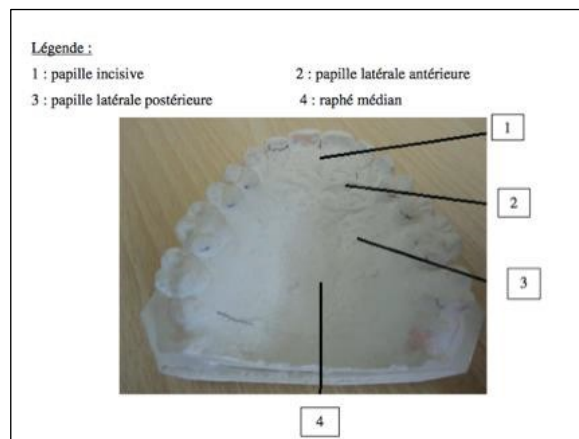 Légende :
1 : papille incisive 2 : papille latérale antérieure
3 : papille latérale postérieure 4 : raphé médian
1
2
3
4